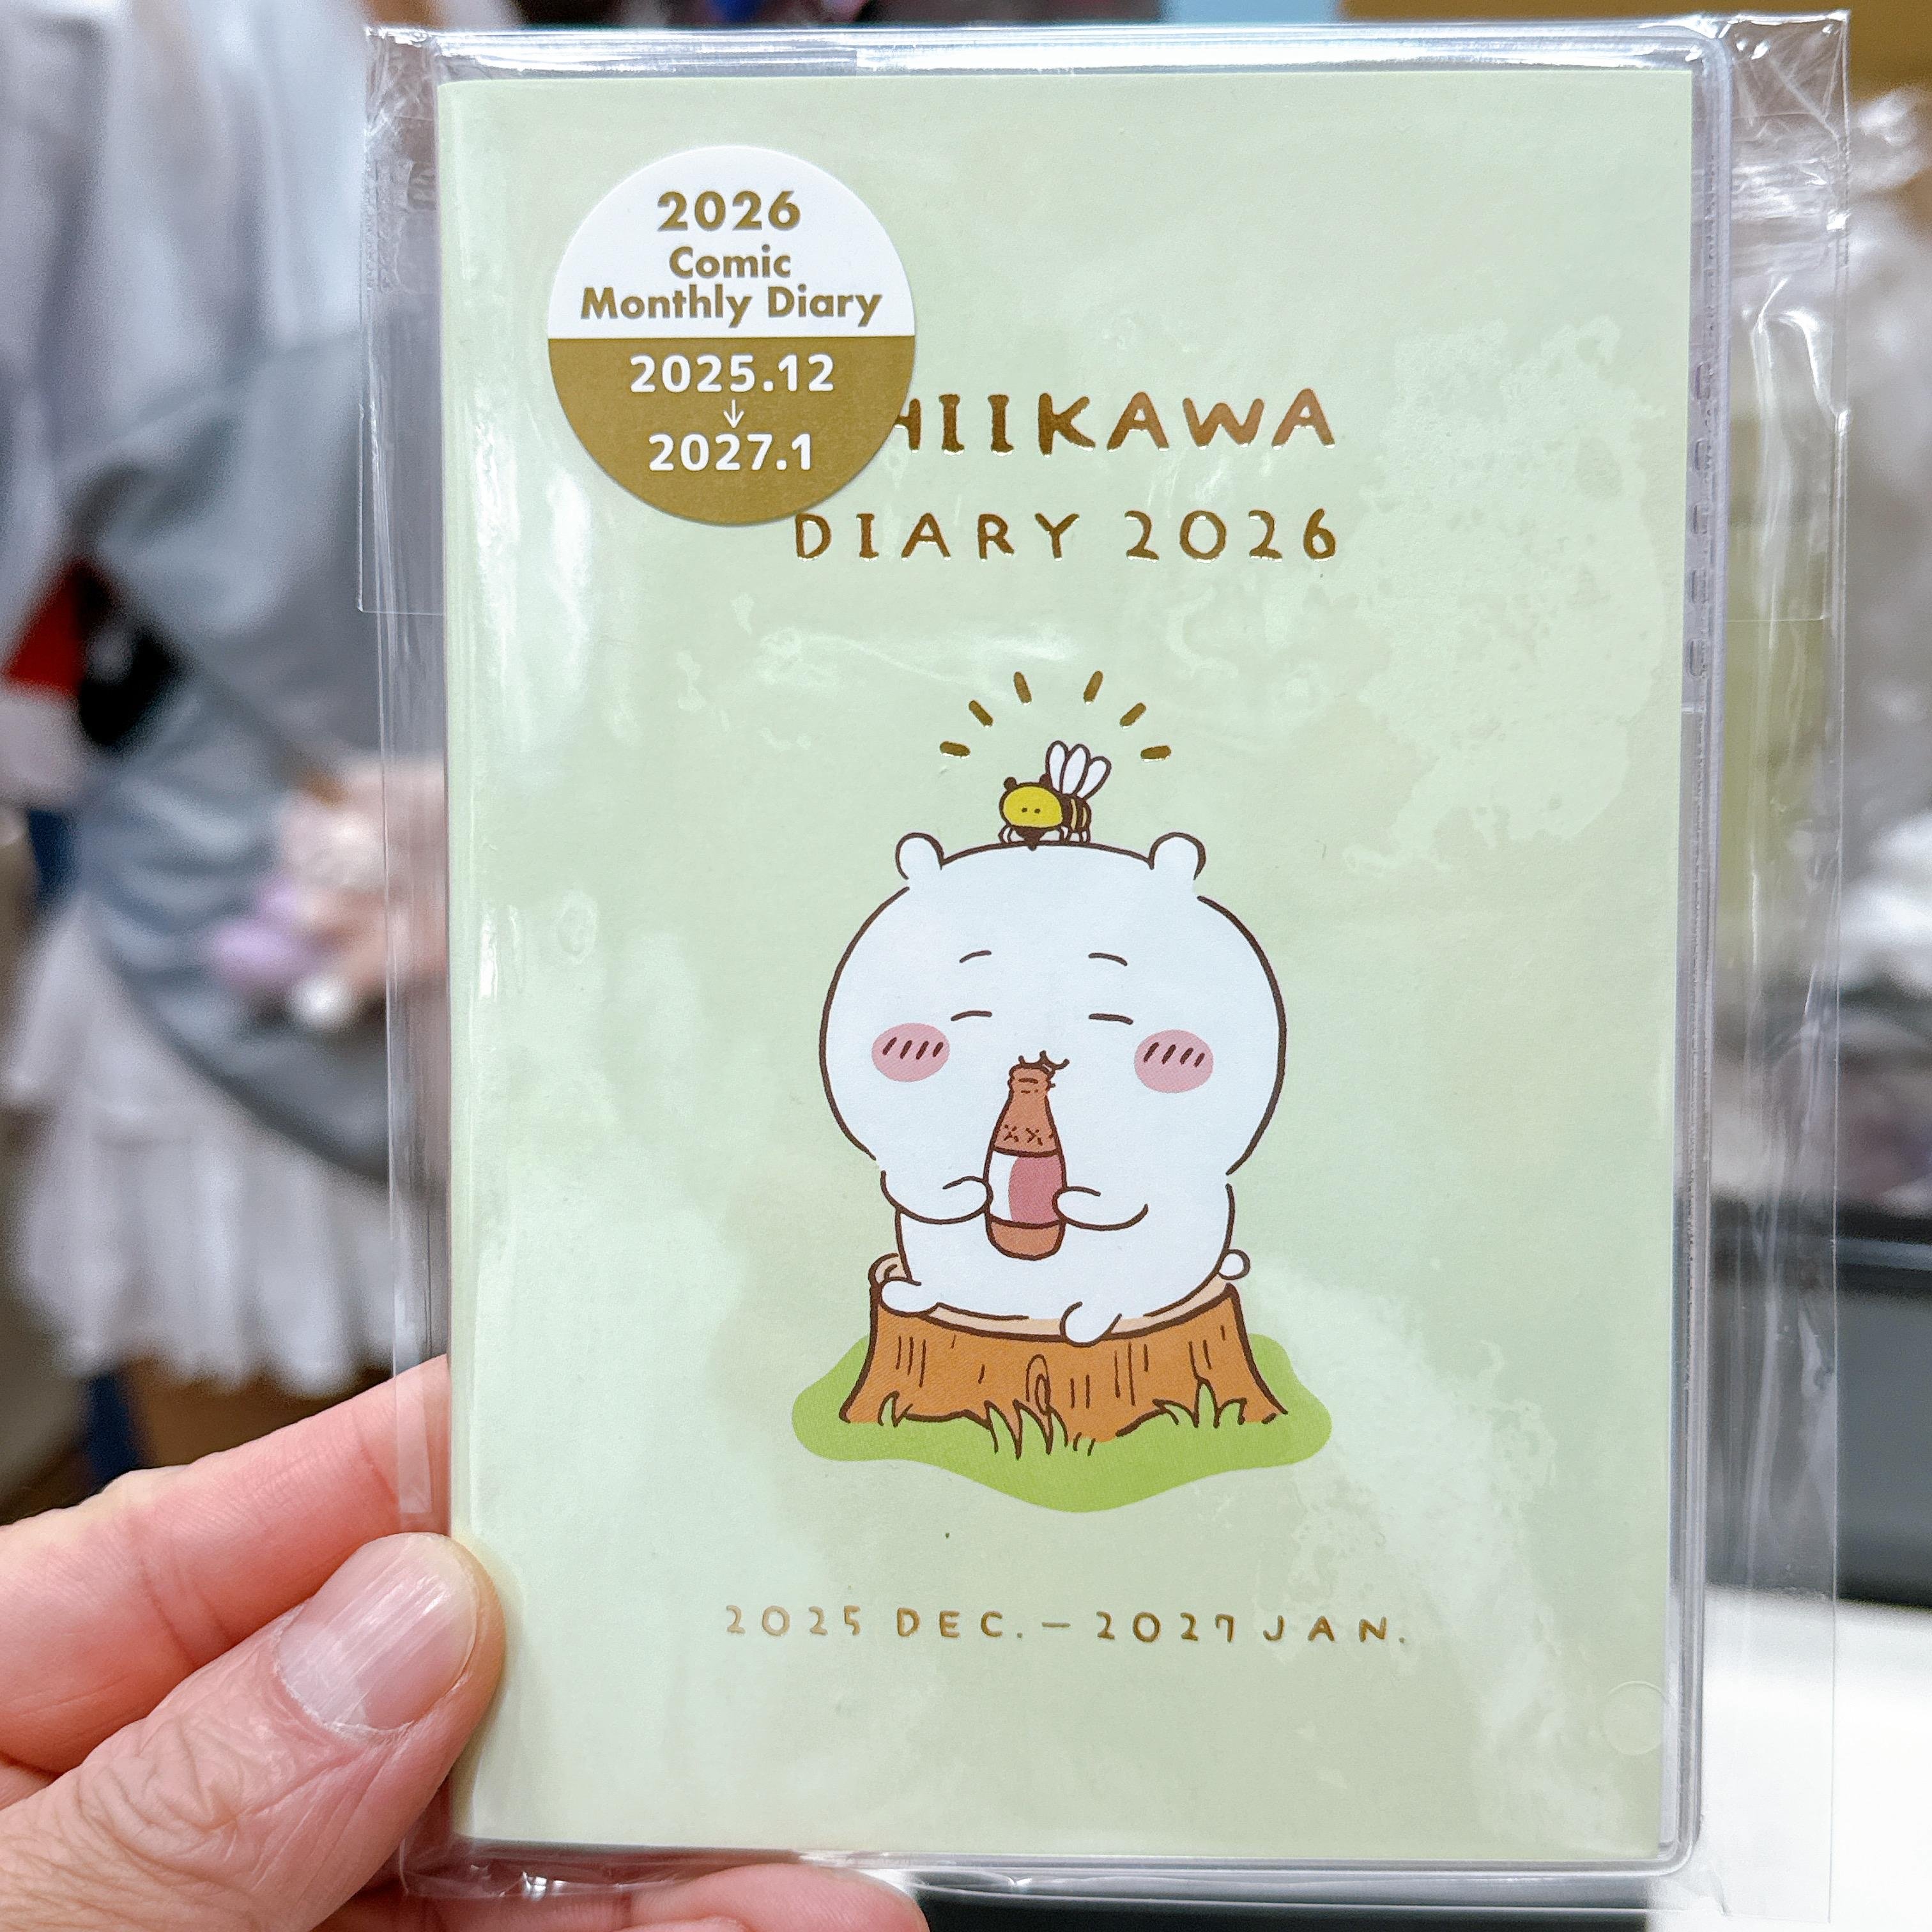 2026
Comic
Monthly Diary
2025.12
↓
2027.1
HIIKAWA
DIARY 2026
2025 DEC.－2027 JAN.